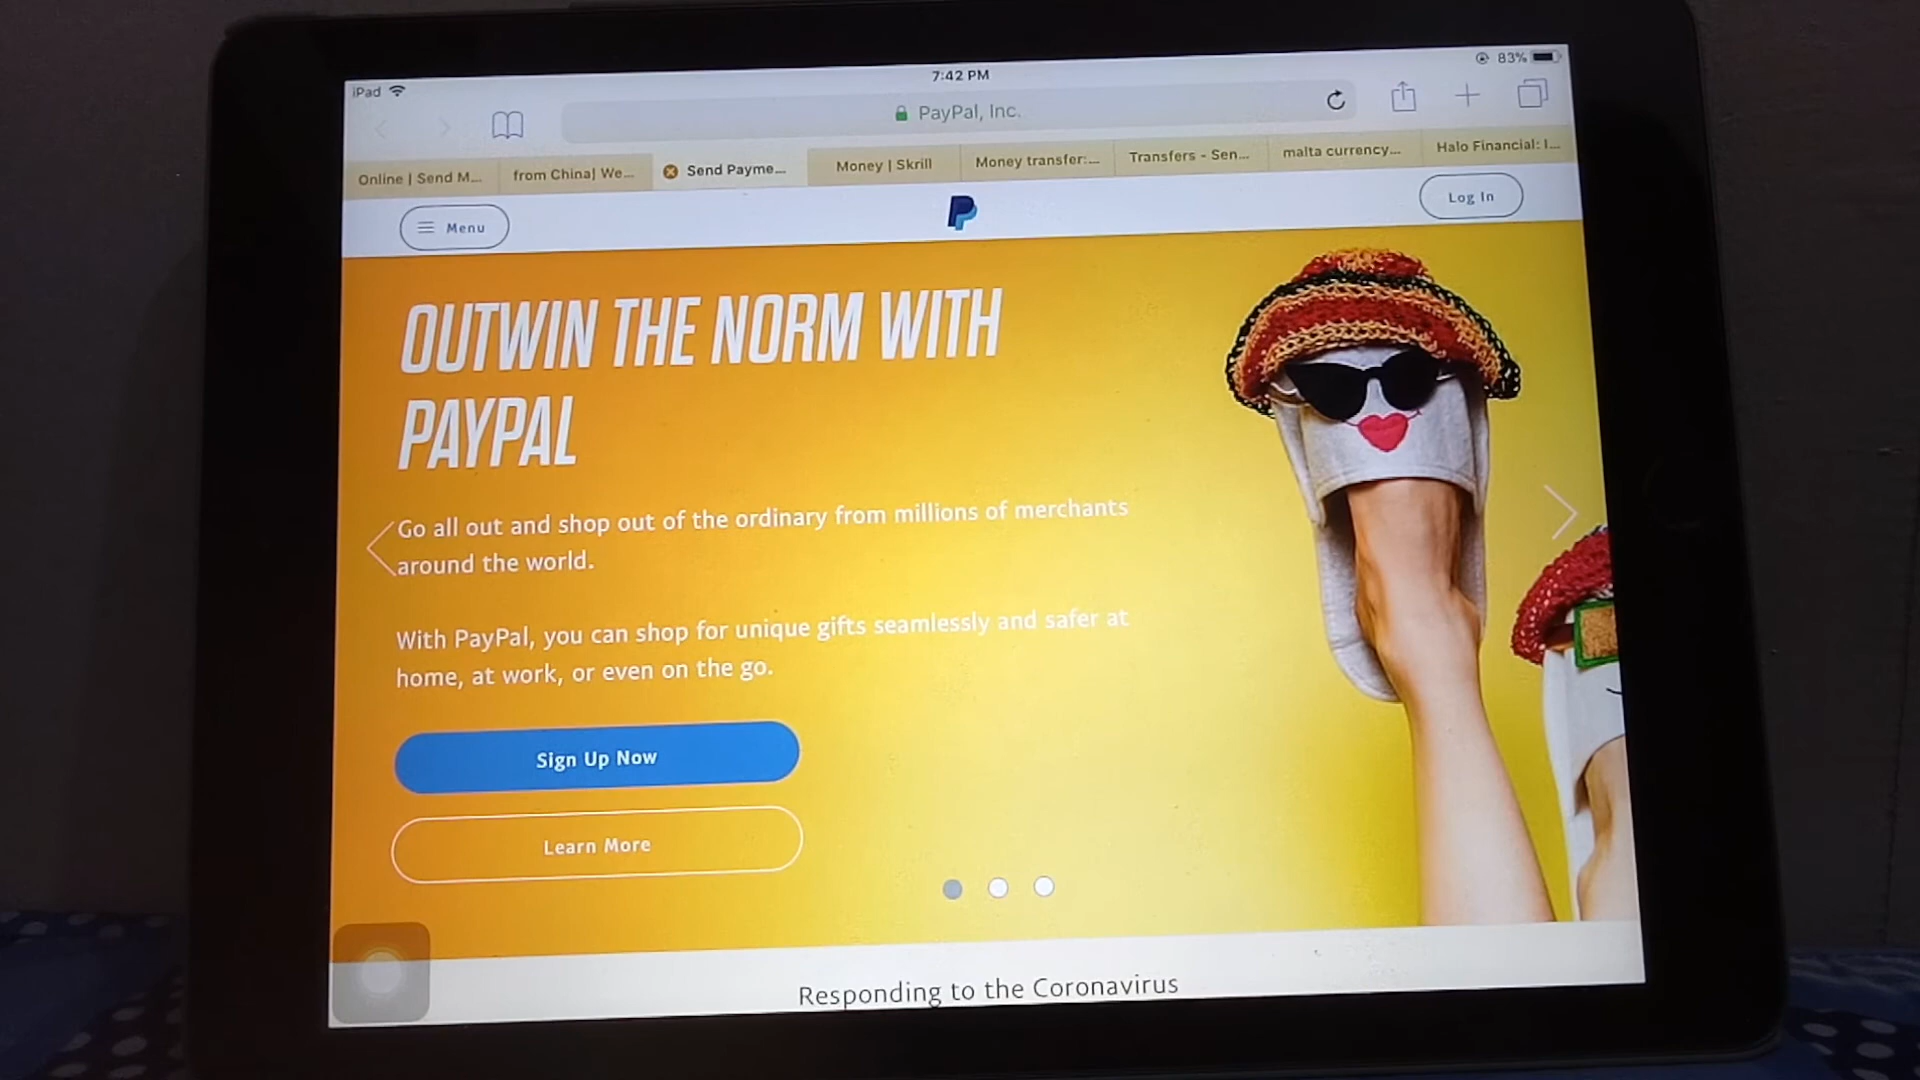 iPad
7:42 PM
83%
PayPal, Inc.
Online | Send M...
from China| We...
Send Payme...
Money | Skrill
Money transfer:...
Transfers - Sen...
malta currency...
Halo Financial: I...
Menu
Log In
OUTWIN THE NORM WITH
PAYPAL
Go all out and shop out of the ordinary from millions of merchants
around the world.
With PayPal, you can shop for unique gifts seamlessly and safer at
home, at work, or even on the go.
Sign Up Now
Learn More
Responding to the Coronavirus